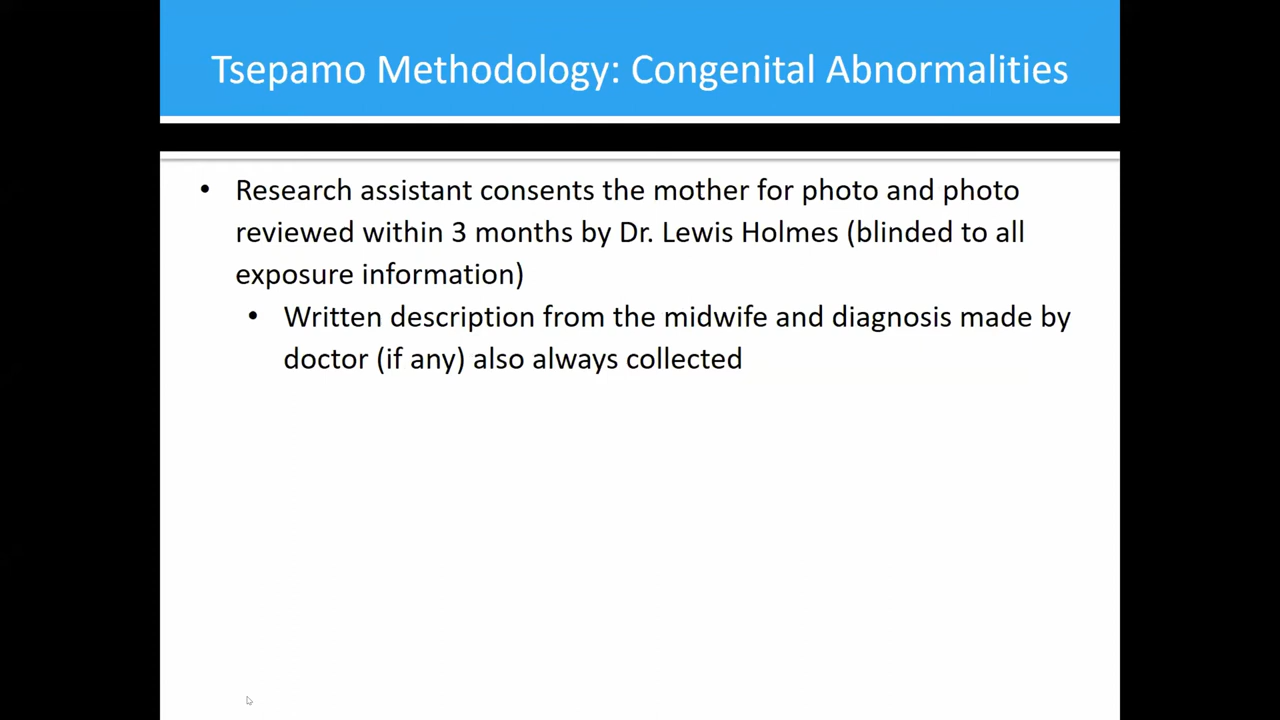 Tsepamo Methodology: Congenital Abnormalities
• Research assistant consents the mother for photo and photo
reviewed within 3 months by Dr. Lewis Holmes (blinded to all
exposure information)
• Written description from the midwife and diagnosis made by
doctor (if any) also always collected